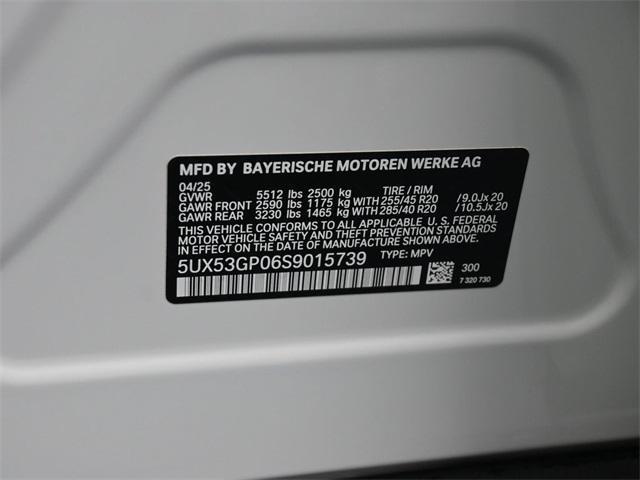 MFD BY BAYERISCHE MOTOREN WERKE AG
04/25
GVWR 5512 lbs 2500 kg TIRE / RIM
GAWR FRONT 2590 lbs 1175 kg WITH 255/45 R20 /9.0Jx 20
GAWR REAR 3230 lbs 1465 kg WITH 285/40 R20 /10.5Jx 20
THIS VEHICLE CONFORMS TO ALL APPLICABLE U. S. FEDERAL
MOTOR VEHICLE SAFETY AND THEFT PREVENTION STANDARDS
IN EFFECT ON THE DATE OF MANUFACTURE SHOWN ABOVE.
5UX53GP06S9015739 TYPE: MPV
300
7 320 730